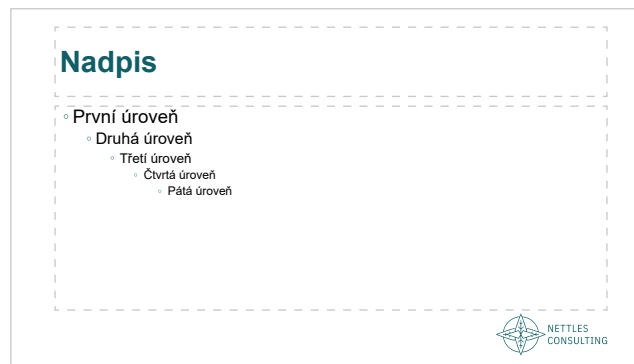 Nadpis
◦ První úroveň
◦ Druhá úroveň
◦ Třetí úroveň
◦ Čtvrtá úroveň
◦ Pátá úroveň
NETTLES
CONSULTING